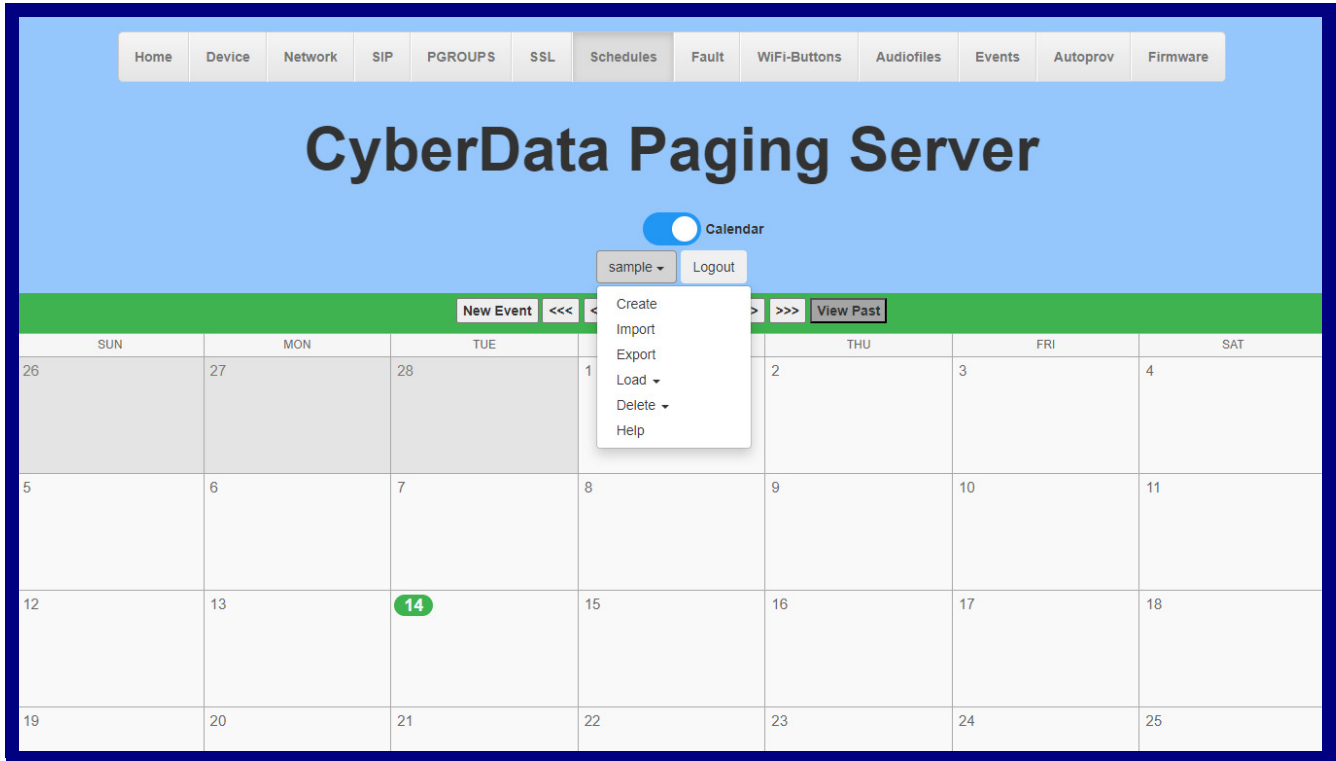 Home Device Network SIP PGROUPS SSL Schedules Fault WiFi-Buttons Audiofiles Events Autoprov Firmware
CyberData Paging Server
Calendar
sample Logout
New Event <<< < > >>> View Past
Create
Import
Export
Load
Delete
Help
SUN MON TUE THU FRI SAT
26 27 28 1 2 3 4
5 6 7 8 9 10 11
12 13 14 15 16 17 18
19 20 21 22 23 24 25